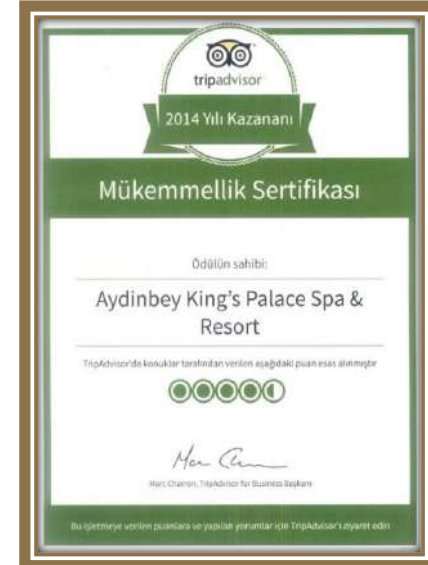 tripadvisor
2014 Yılı Kazananı
Mükemmellik Sertifikası
Ödülün sahibi:
Aydinbey King's Palace Spa &
Resort
TripAdvisor'da konuklar tarafından verilen aşağıdaki puan esas alınmıştır
Marc Charron, TripAdvisor for Business Başkanı
Bu işletmeye verilen puanlara ve yapılan yorumlar için TripAdvisor'ı ziyaret edin